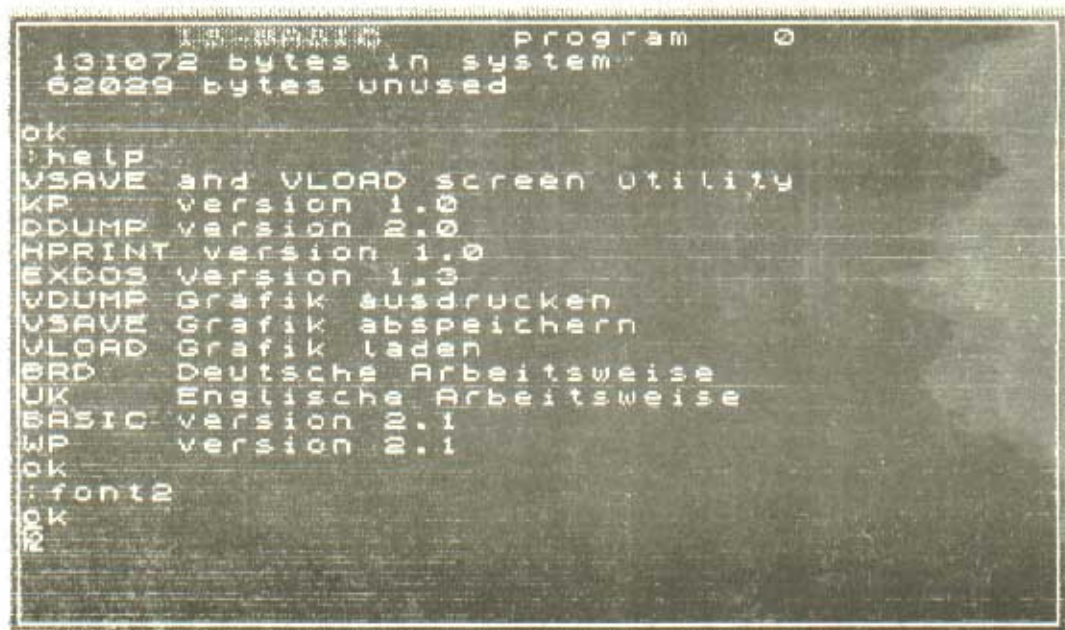 IS-BASIC program 0
131072 bytes in system
62029 bytes unused
ok
:help
VSAVE and VLOAD screen utility
KP version 1.0
DDUMP version 2.0
HPRINT version 1.0
EXDOS version 1.3
VDUMP Grafik ausdrucken
VSAVE Grafik abspeichern
VLOAD Grafik laden
BRD Deutsche Arbeitsweise
UK Englische Arbeitsweise
BASIC version 2.1
WP version 2.1
ok
:font2
ok